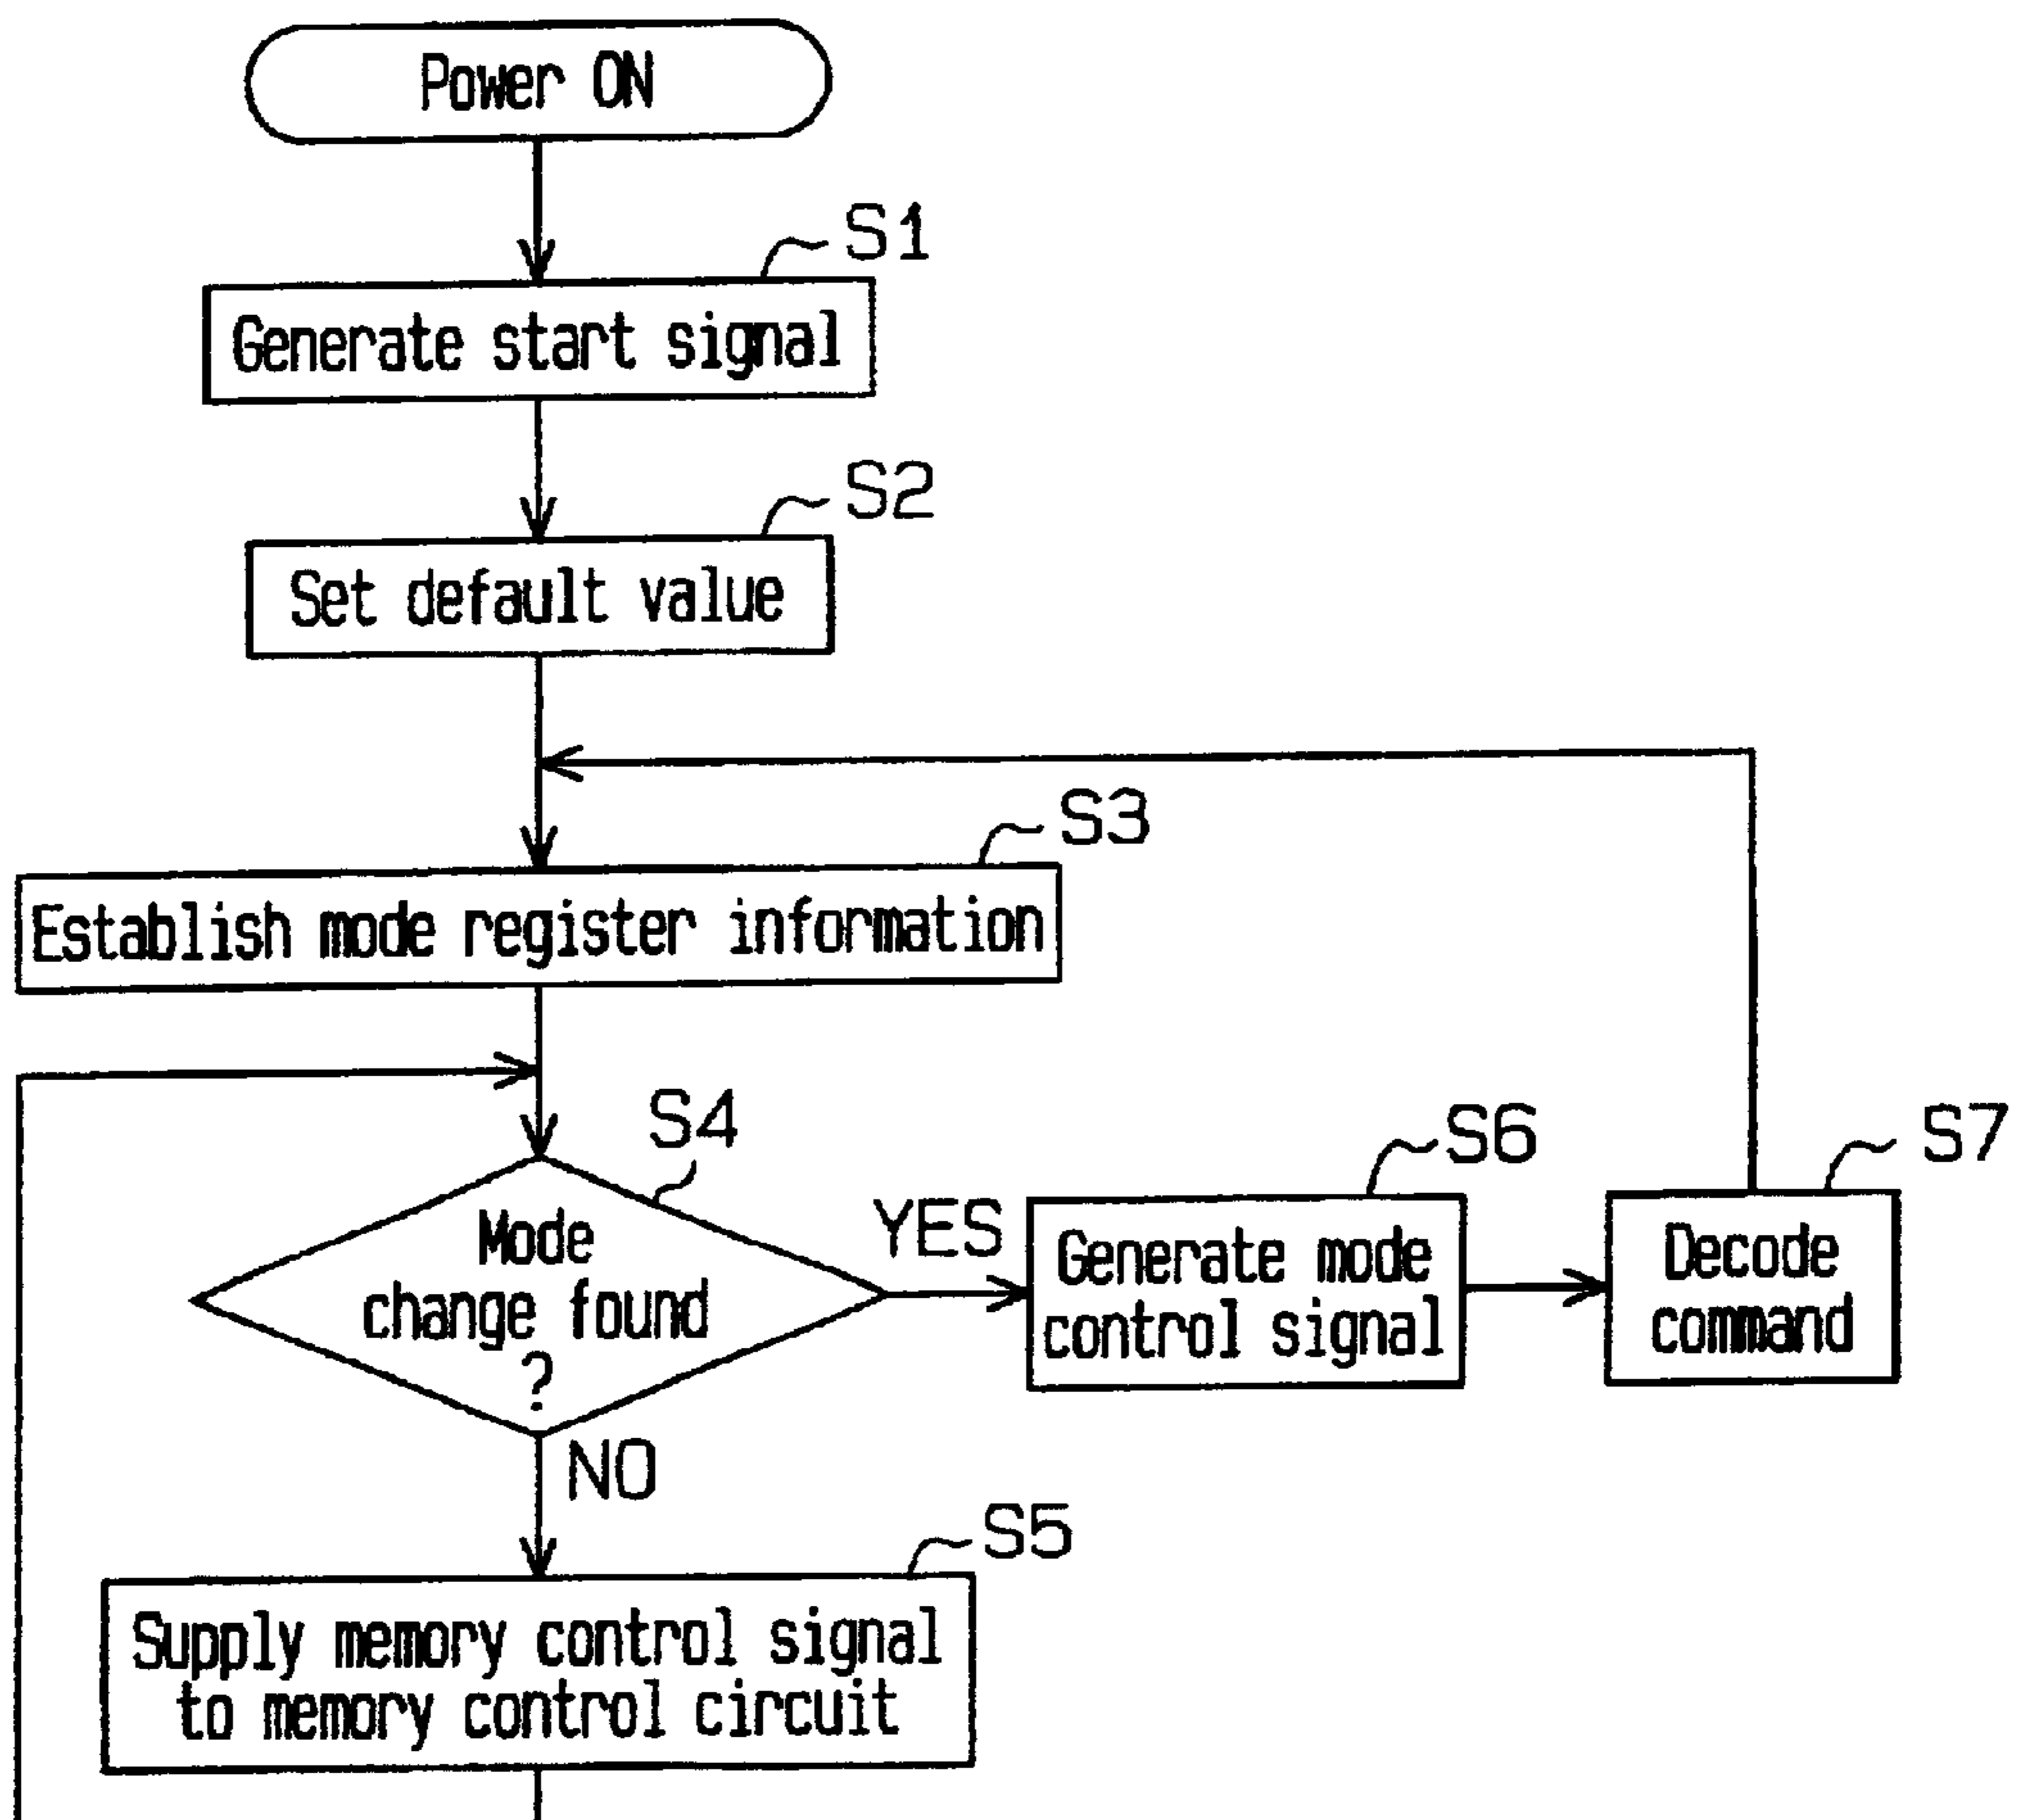 Power ON
S1
Generate start signal
S2
Set default value
S3
Establish mode register information
S4
Mode
change found
?
YES
S6
Generate mode
control signal
S7
Decode
command
NO
S5
Supply memory control signal
to memory control circuit